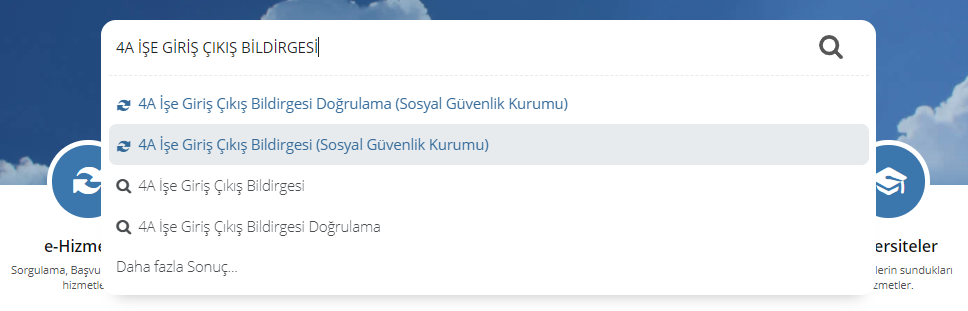 4A İŞE GİRİŞ ÇIKIŞ BİLDİRGESİ
4A İşe Giriş Çıkış Bildirgesi Doğrulama (Sosyal Güvenlik Kurumu)
4A İşe Giriş Çıkış Bildirgesi (Sosyal Güvenlik Kurumu)
4A İşe Giriş Çıkış Bildirgesi
4A İşe Giriş Çıkış Bildirgesi Doğrulama
Daha fazla Sonuç...
e-Hizme
Sorgulama, Başvu
hizmetle
ersiteler
lerin sundukları
izmetler.